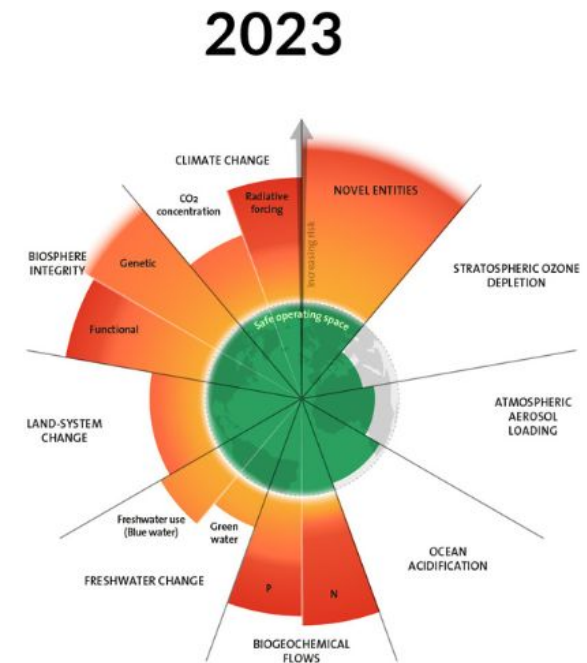 2023
CLIMATE CHANGE
CO2
concentration
Radiative
forcing
Increasing risk
NOVEL ENTITIES
STRATOSPHERIC OZONE
DEPLETION
ATMOSPHERIC
AEROSOL
LOADING
OCEAN
ACIDIFICATION
BIOGEOCHEMICAL
FLOWS
N
P
FRESHWATER CHANGE
Green
water
Freshwater use
(Blue water)
LAND-SYSTEM
CHANGE
BIOSPHERE
INTEGRITY
Functional
Genetic
Safe operating space